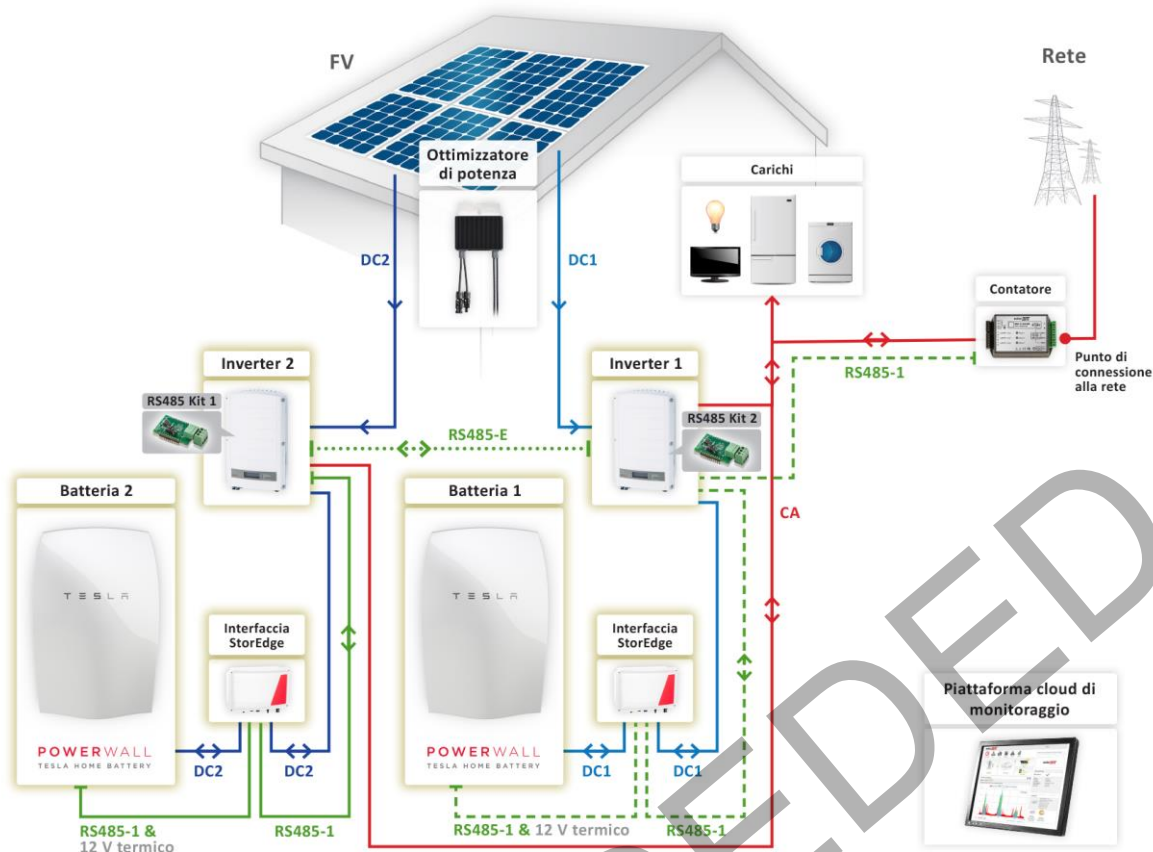 FV
Rete
Ottimizzatore
di potenza
Carichi
DC2
DC1
Contatore
Inverter 2
Inverter 1
RS485-1
Punto di
connessione
alla rete
RS485 Kit 1
RS485 Kit 2
RS485-E
Batteria 2
Batteria 1
CA
TESLA
TESLA
Interfaccia
StorEdge
Interfaccia
StorEdge
Piattaforma cloud di
monitoraggio
POWERWALL
TESLA HOME BATTERY
DC2
DC2
POWERWALL
TESLA HOME BATTERY
DC1
DC1
RS485-1 &
12 V termico
RS485-1
RS485-1 & 12 V termico
RS485-1
EDED